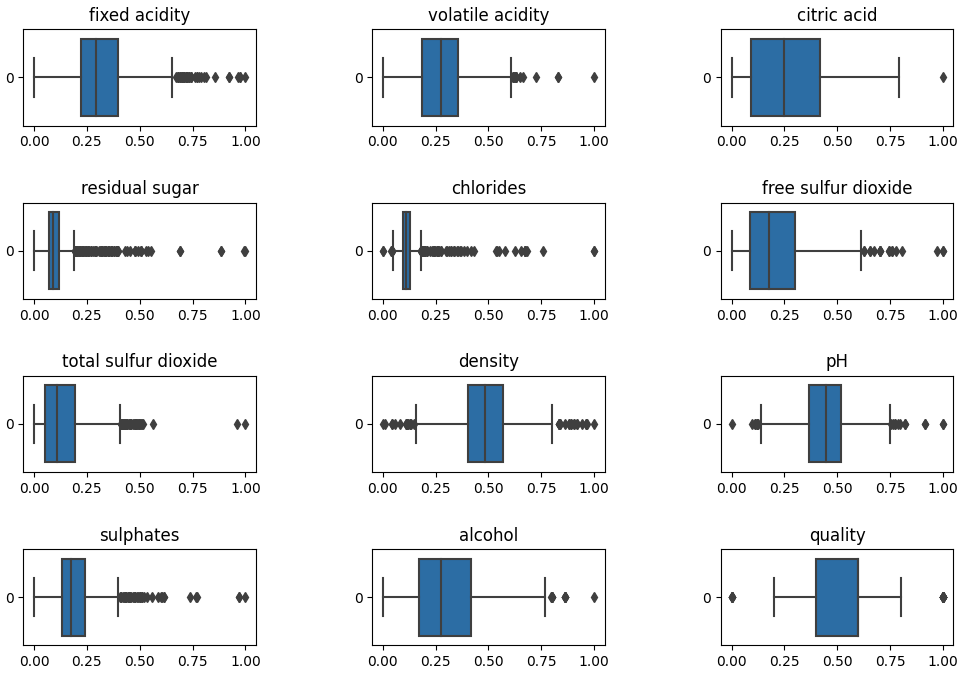 fixed acidity
volatile acidity
citric acid
0
0
0
0.00 0.25 0.50 0.75 1.00
0.00 0.25 0.50 0.75 1.00
0.00 0.25 0.50 0.75 1.00
residual sugar
chlorides
free sulfur dioxide
0
0
0
0.00 0.25 0.50 0.75 1.00
0.00 0.25 0.50 0.75 1.00
0.00 0.25 0.50 0.75 1.00
total sulfur dioxide
density
pH
0
0
0
0.00 0.25 0.50 0.75 1.00
0.00 0.25 0.50 0.75 1.00
0.00 0.25 0.50 0.75 1.00
sulphates
alcohol
quality
0
0
0
0.00 0.25 0.50 0.75 1.00
0.00 0.25 0.50 0.75 1.00
0.00 0.25 0.50 0.75 1.00